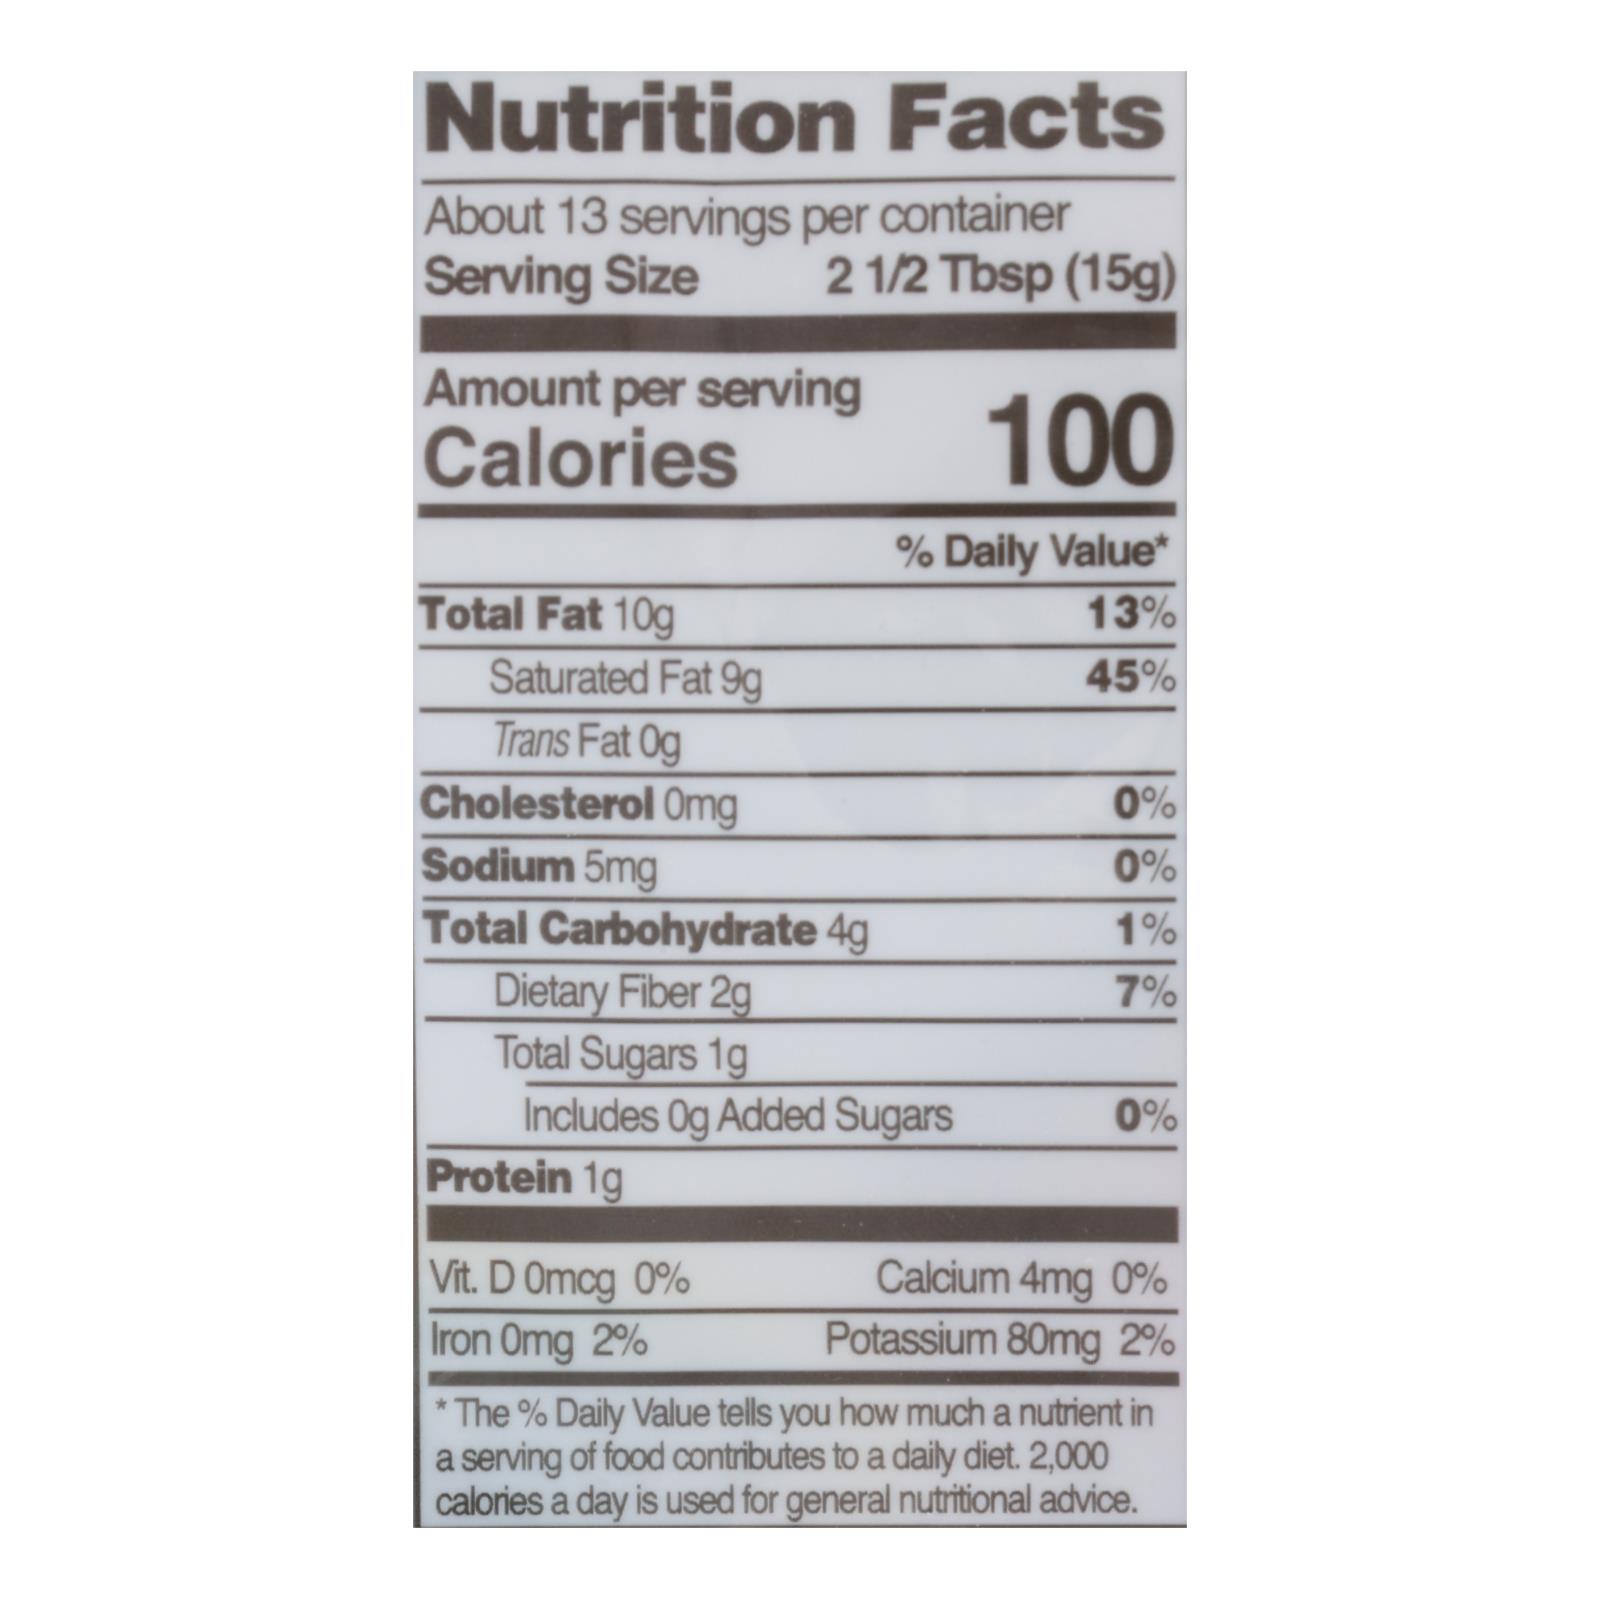 Nutrition Facts
About 13 servings per container
Serving Size 2 1/2 Tbsp (15g)
Amount per serving
Calories 100
% Daily Value*
Total Fat 10g 13%
Saturated Fat 9g 45%
Trans Fat 0g
Cholesterol 0mg 0%
Sodium 5mg 0%
Total Carbohydrate 4g 1%
Dietary Fiber 2g 7%
Total Sugars 1g
Includes 0g Added Sugars 0%
Protein 1g
Vit. D 0mcg 0% Calcium 4mg 0%
Iron 0mg 2% Potassium 80mg 2%
* The % Daily Value tells you how much a nutrient in
a serving of food contributes to a daily diet. 2,000
calories a day is used for general nutritional advice.